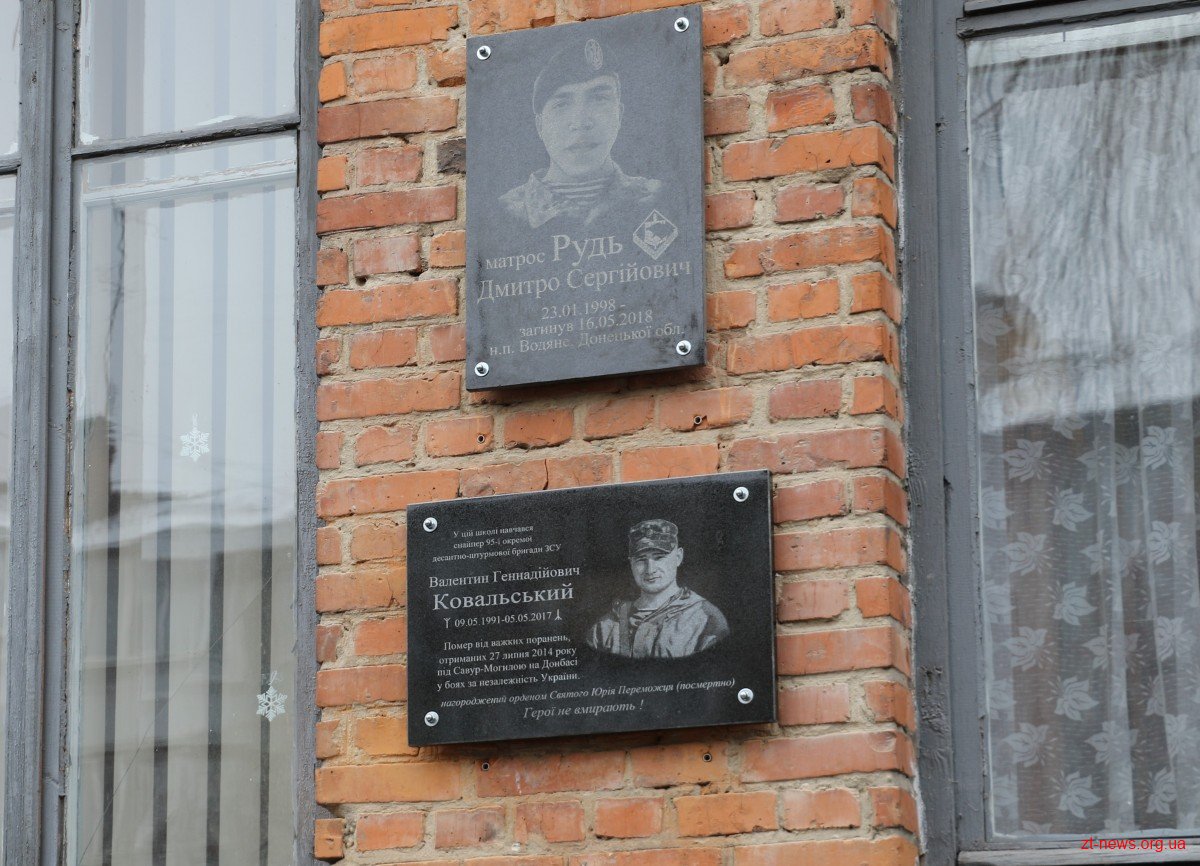 матрос Рудь
Дмитро Сергійович
23.01.1998 -
загинув 16.05.2018
н.п. Водяне, Донецької обл.
У цій школі навчався
снайпер 95-ї окремої
десантно-штурмової бригади ЗСУ
Валентин Геннадійович
Ковальський
09.05.1991-05.05.2017
Помер від важких поранень,
отриманих 27 липня 2014 року
під Савур-Могилою на Донбасі
у боях за незалежність України.
нагороджений орденом Святого Юрія Переможця (посмертно)
Герої не вмирають !
zt-news.org.ua